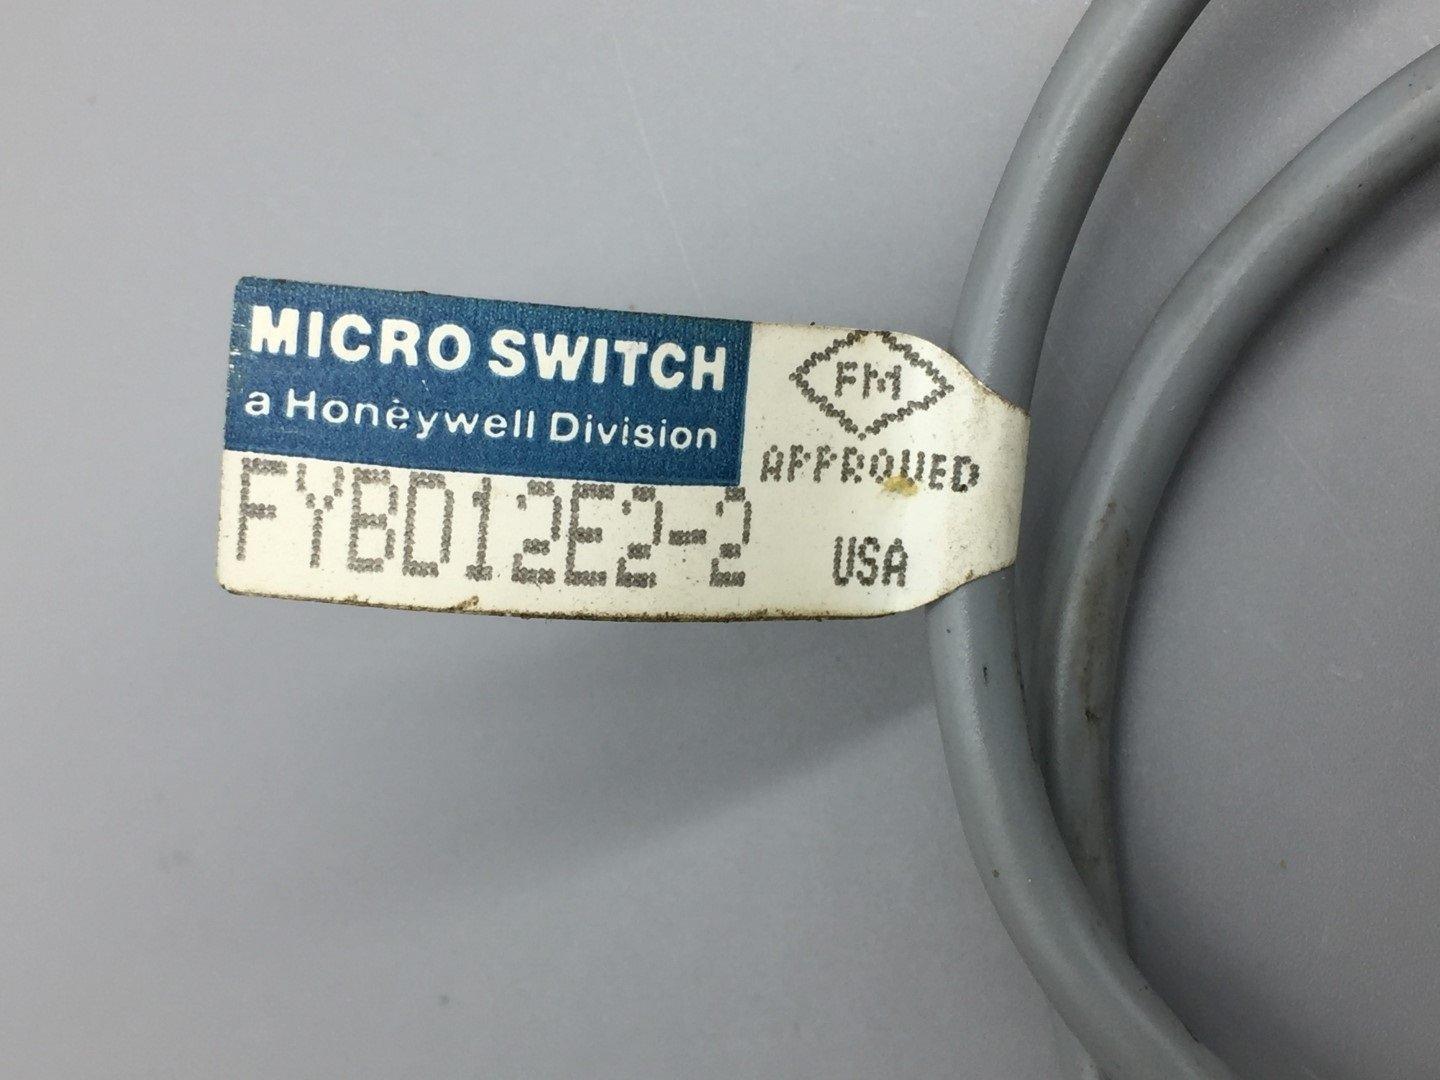 MICRO SWITCH
a Honeywell Division
FYBD12E2-2
FM
APPROVED
USA